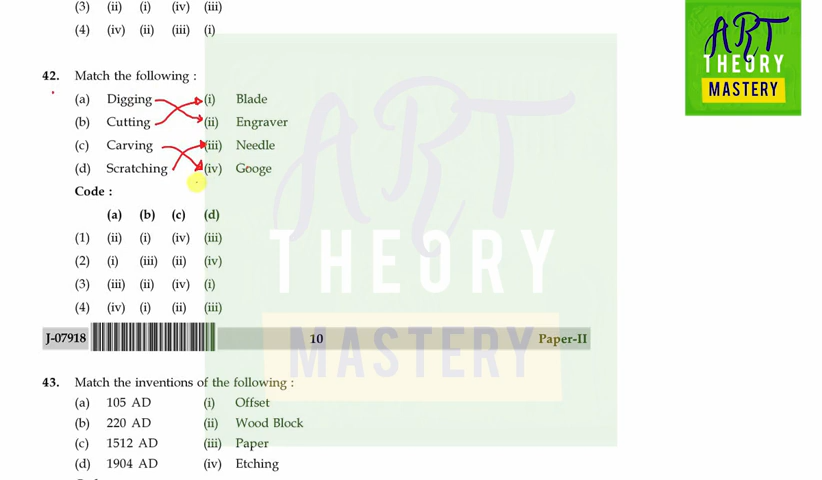 (3) (ii) (i) (iv) (iii)
(4) (iv) (ii) (iii) (i)
42. Match the following :
(a) Digging (i) Blade
(b) Cutting (ii) Engraver
(c) Carving (iii) Needle
(d) Scratching (iv) Googe
Code :
(a) (b) (c) (d)
(1) (ii) (i) (iv) (iii)
(2) (i) (iii) (ii) (iv)
(3) (iii) (ii) (iv) (i)
(4) (iv) (i) (ii) (iii)
J-07918 10 Paper-II
43. Match the inventions of the following :
(a) 105 AD (i) Offset
(b) 220 AD (ii) Wood Block
(c) 1512 AD (iii) Paper
(d) 1904 AD (iv) Etching
ART
THEORY
MASTERY
ART
THEORY
MASTERY